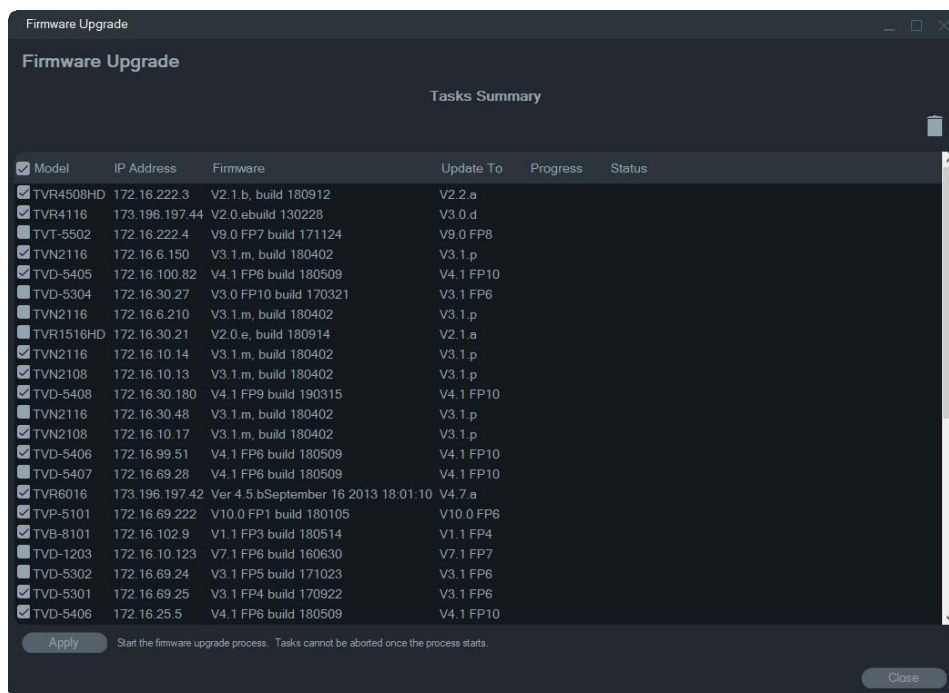 Firmware Upgrade
Firmware Upgrade
Tasks Summary
Model IP Address Firmware Update To Progress Status
TVR4508HD 172.16.222.3 V2.1.b, build 180912 V2.2.a
TVR4116 173.196.197.44 V2.0.ebuild 130228 V3.0.d
TVT-5502 172.16.222.4 V9.0 FP7 build 171124 V9.0 FP8
TVN2116 172.16.6.150 V3.1.m, build 180402 V3.1.p
TVD-5405 172.16.100.82 V4.1 FP6 build 180509 V4.1 FP10
TVD-5304 172.16.30.27 V3.0 FP10 build 170321 V3.1 FP6
TVN2116 172.16.6.210 V3.1.m, build 180402 V3.1.p
TVR1516HD 172.16.30.21 V2.0.e, build 180914 V2.1.a
TVN2116 172.16.10.14 V3.1.m, build 180402 V3.1.p
TVN2108 172.16.10.13 V3.1.m, build 180402 V3.1.p
TVD-5408 172.16.30.180 V4.1 FP9 build 190315 V4.1 FP10
TVN2116 172.16.30.48 V3.1.m, build 180402 V3.1.p
TVN2108 172.16.10.17 V3.1.m, build 180402 V3.1.p
TVD-5406 172.16.99.51 V4.1 FP6 build 180509 V4.1 FP10
TVD-5407 172.16.69.28 V4.1 FP6 build 180509 V4.1 FP10
TVR6016 173.196.197.42 Ver 4.5.bSeptember 16 2013 18:01:10 V4.7.a
TVP-5101 172.16.69.222 V10.0 FP1 build 180105 V10.0 FP6
TVB-8101 172.16.102.9 V1.1 FP3 build 180514 V1.1 FP4
TVD-1203 172.16.10.123 V7.1 FP6 build 160630 V7.1 FP7
TVD-5302 172.16.69.24 V3.1 FP5 build 171023 V3.1 FP6
TVD-5301 172.16.69.25 V3.1 FP4 build 170922 V3.1 FP6
TVD-5406 172.16.25.5 V4.1 FP6 build 180509 V4.1 FP10
Apply Start the firmware upgrade process. Tasks cannot be aborted once the process starts.
Close